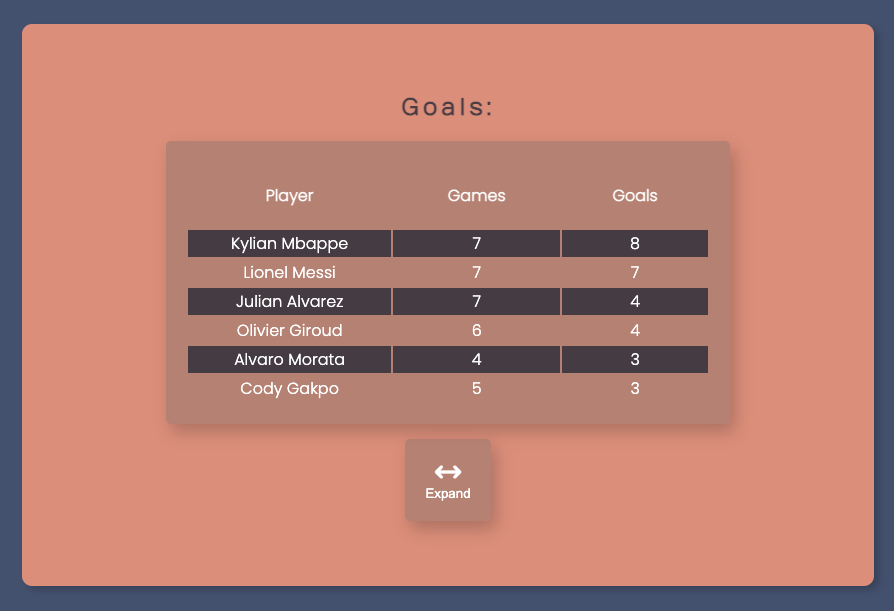 Goals:
Player Games Goals
Kylian Mbappe 7 8
Lionel Messi 7 7
Julian Alvarez 7 4
Olivier Giroud 6 4
Alvaro Morata 4 3
Cody Gakpo 5 3
Expand